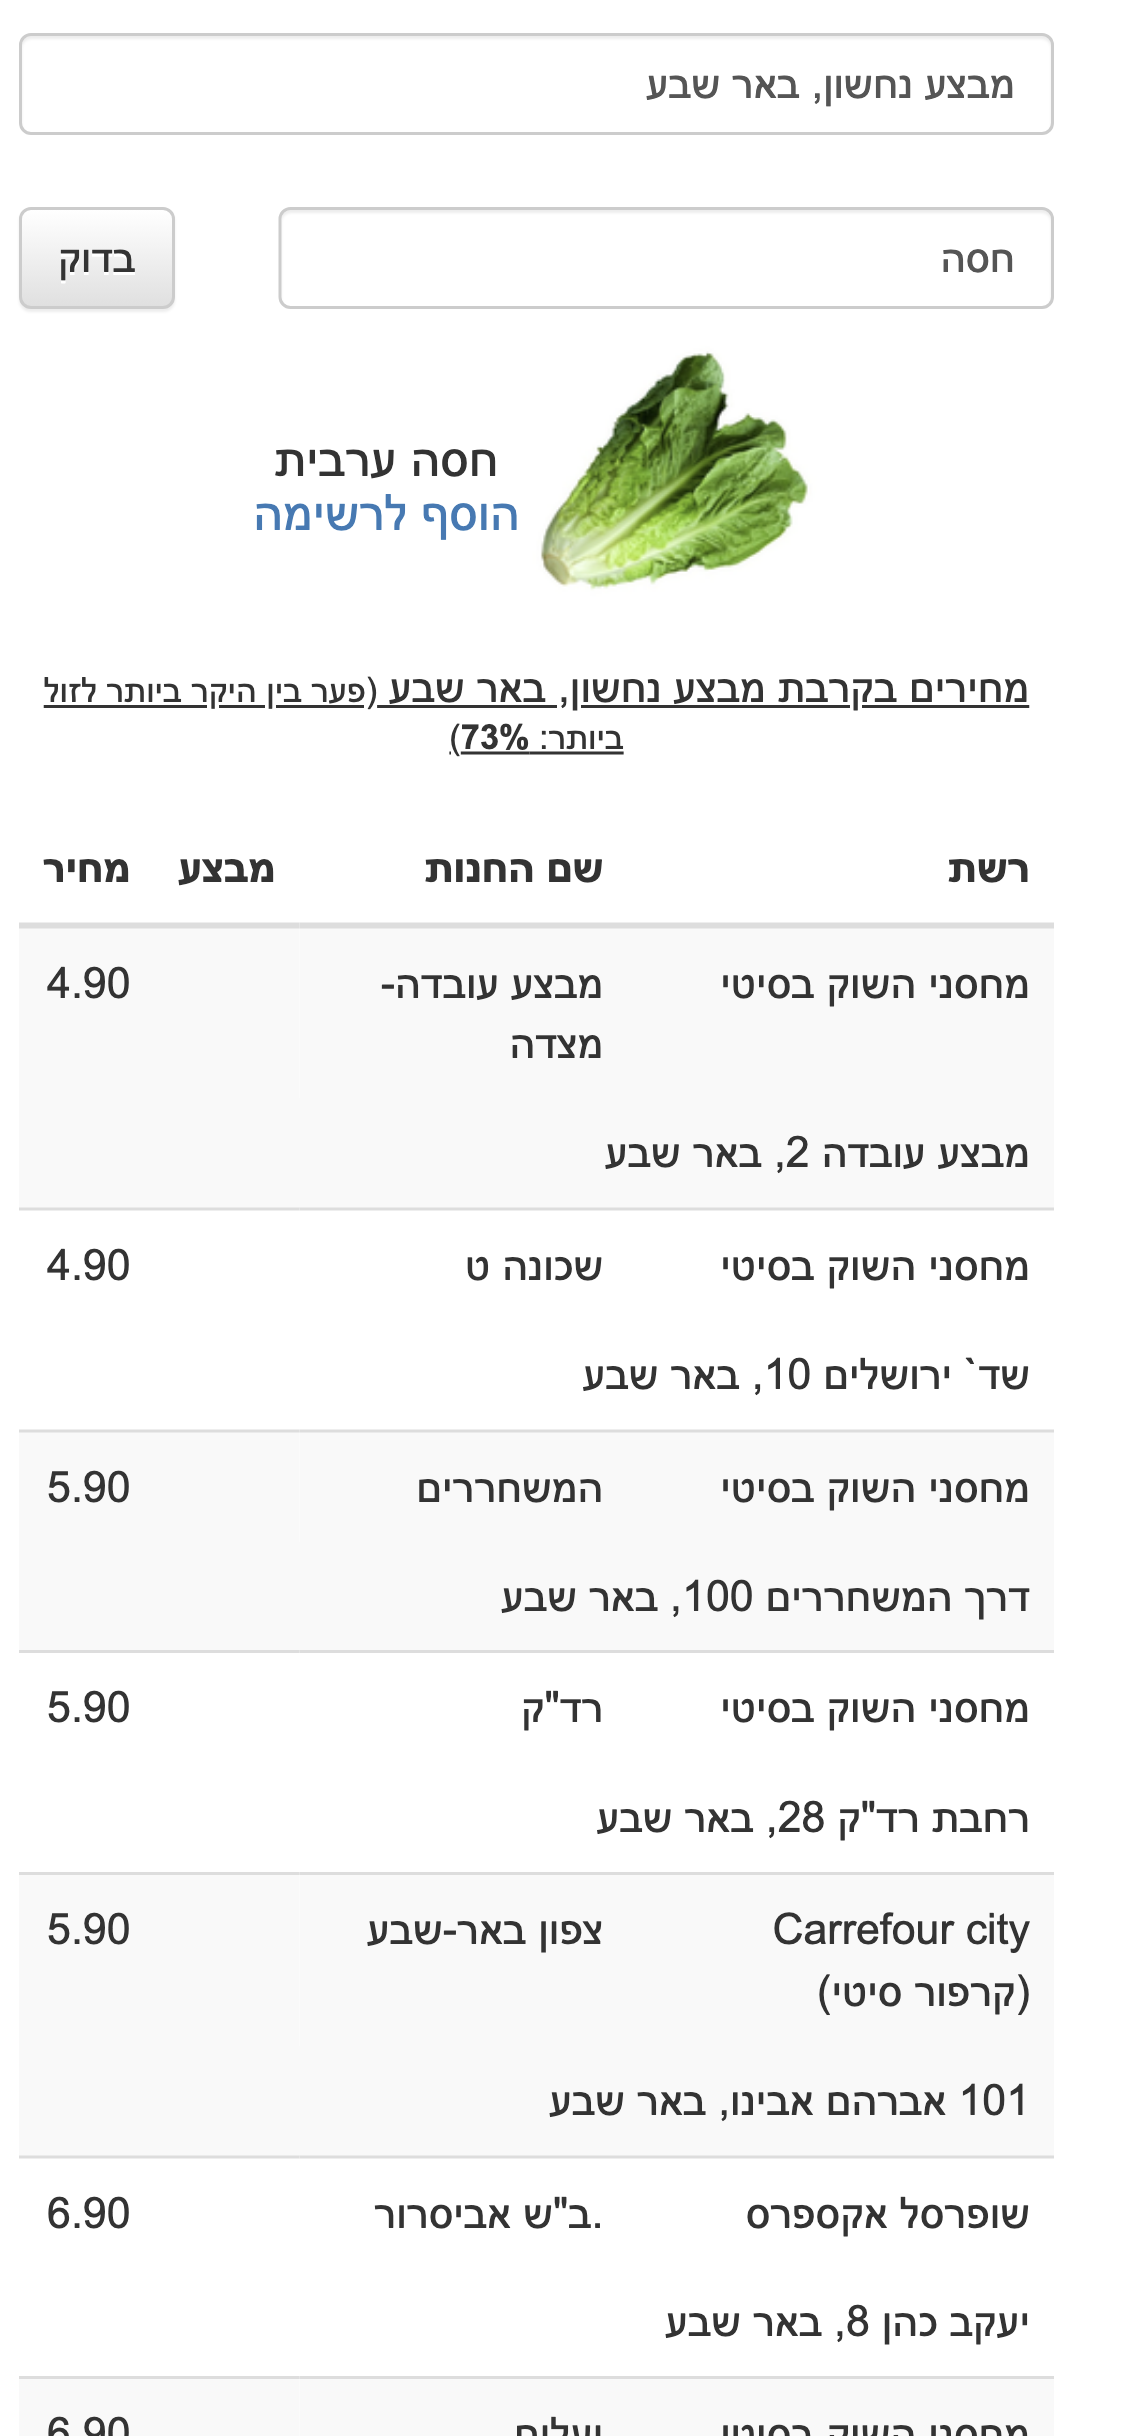 מבצע נחשון, באר שבע
חסה
בדוק
חסה ערבית
הוסף לרשימה
מחירים בקרבת מבצע נחשון, באר שבע (פער בין היקר ביותר לזול
ביותר: 73%)
רשת שם החנות מבצע מחיר
מחסני השוק בסיטי מבצע עובדה- 4.90
מצדה
מבצע עובדה 2, באר שבע
מחסני השוק בסיטי שכונה ט 4.90
שד` ירושלים 10, באר שבע
מחסני השוק בסיטי המשחררים 5.90
דרך המשחררים 100, באר שבע
מחסני השוק בסיטי רד"ק 5.90
רחבת רד"ק 28, באר שבע
Carrefour city צפון באר-שבע 5.90
(קרפור סיטי)
101 אברהם אבינו, באר שבע
שופרסל אקספרס .ב"ש אביסרור 6.90
יעקב כהן 8, באר שבע
מחסני השוק בסיטי 6.90